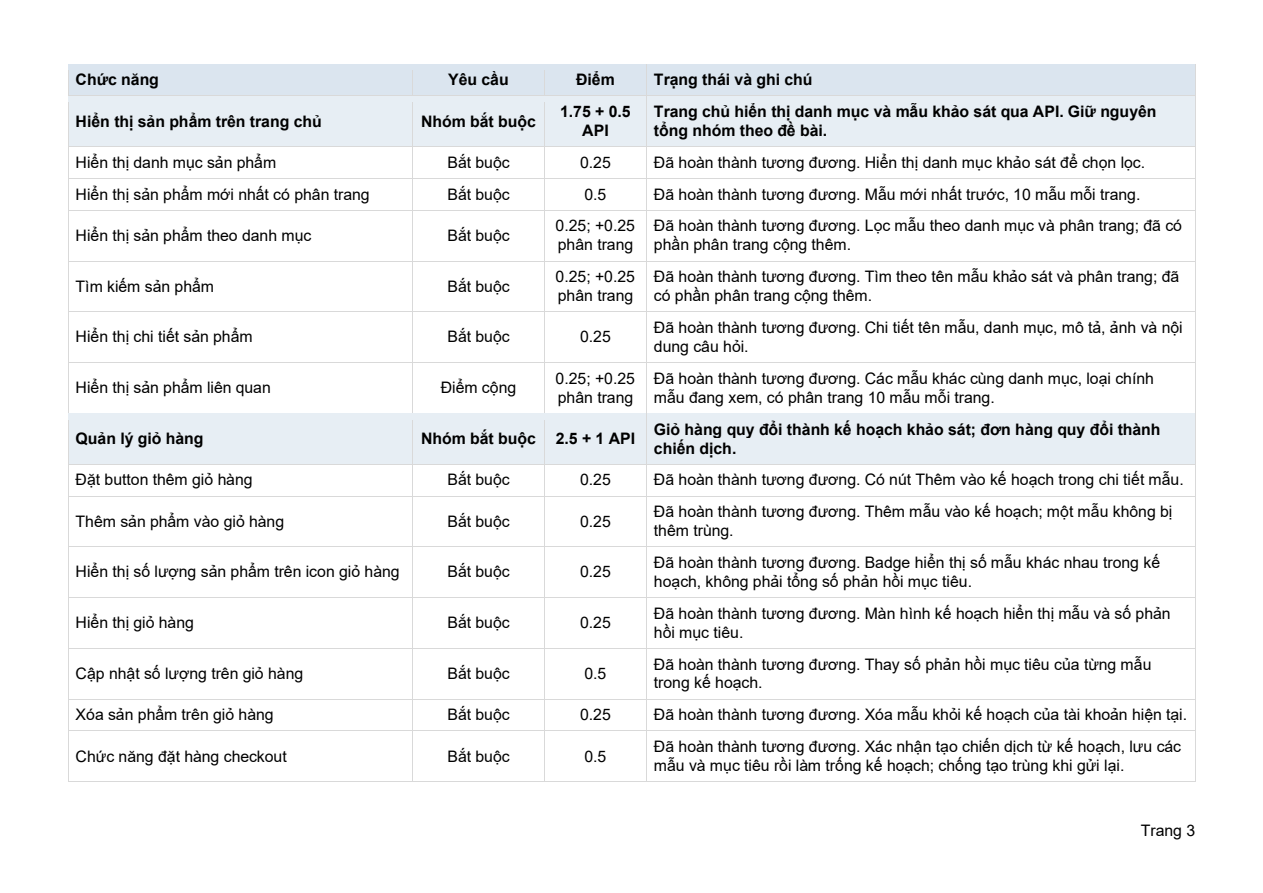 Chức năng Yêu cầu Điểm Trạng thái và ghi chú
Hiển thị sản phẩm trên trang chủ Nhóm bắt buộc 1.75 + 0.5 API Trang chủ hiển thị danh mục và mẫu khảo sát qua API. Giữ nguyên
tổng nhóm theo đề bài.
Hiển thị danh mục sản phẩm Bắt buộc 0.25 Đã hoàn thành tương đương. Hiển thị danh mục khảo sát để chọn lọc.
Hiển thị sản phẩm mới nhất có phân trang Bắt buộc 0.5 Đã hoàn thành tương đương. Mẫu mới nhất trước, 10 mẫu mỗi trang.
Hiển thị sản phẩm theo danh mục Bắt buộc 0.25; +0.25 phân trang Đã hoàn thành tương đương. Lọc mẫu theo danh mục và phân trang; đã có
phần phân trang cộng thêm.
Tìm kiếm sản phẩm Bắt buộc 0.25; +0.25 phân trang Đã hoàn thành tương đương. Tìm theo tên mẫu khảo sát và phân trang; đã
có phần phân trang cộng thêm.
Hiển thị chi tiết sản phẩm Bắt buộc 0.25 Đã hoàn thành tương đương. Chi tiết tên mẫu, danh mục, mô tả, ảnh và nội
dung câu hỏi.
Hiển thị sản phẩm liên quan Điểm cộng 0.25; +0.25 phân trang Đã hoàn thành tương đương. Các mẫu khác cùng danh mục, loại chính
mẫu đang xem, có phân trang 10 mẫu mỗi trang.
Quản lý giỏ hàng Nhóm bắt buộc 2.5 + 1 API Giỏ hàng quy đổi thành kế hoạch khảo sát; đơn hàng quy đổi thành
chiến dịch.
Đặt button thêm giỏ hàng Bắt buộc 0.25 Đã hoàn thành tương đương. Có nút Thêm vào kế hoạch trong chi tiết mẫu.
Thêm sản phẩm vào giỏ hàng Bắt buộc 0.25 Đã hoàn thành tương đương. Thêm mẫu vào kế hoạch; một mẫu không bị
thêm trùng.
Hiển thị số lượng sản phẩm trên icon giỏ hàng Bắt buộc 0.25 Đã hoàn thành tương đương. Badge hiển thị số mẫu khác nhau trong kế
hoạch, không phải tổng số phản hồi mục tiêu.
Hiển thị giỏ hàng Bắt buộc 0.25 Đã hoàn thành tương đương. Màn hình kế hoạch hiển thị mẫu và số phản
hồi mục tiêu.
Cập nhật số lượng trên giỏ hàng Bắt buộc 0.5 Đã hoàn thành tương đương. Thay số phản hồi mục tiêu của từng mẫu
trong kế hoạch.
Xóa sản phẩm trên giỏ hàng Bắt buộc 0.25 Đã hoàn thành tương đương. Xóa mẫu khỏi kế hoạch của tài khoản hiện tại.
Chức năng đặt hàng checkout Bắt buộc 0.5 Đã hoàn thành tương đương. Xác nhận tạo chiến dịch từ kế hoạch, lưu các
mẫu và mục tiêu rồi làm trống kế hoạch; chống tạo trùng khi gửi lại.
Trang 3